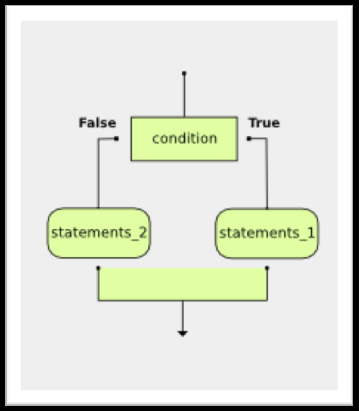 False
True
condition
statements_2
statements_1